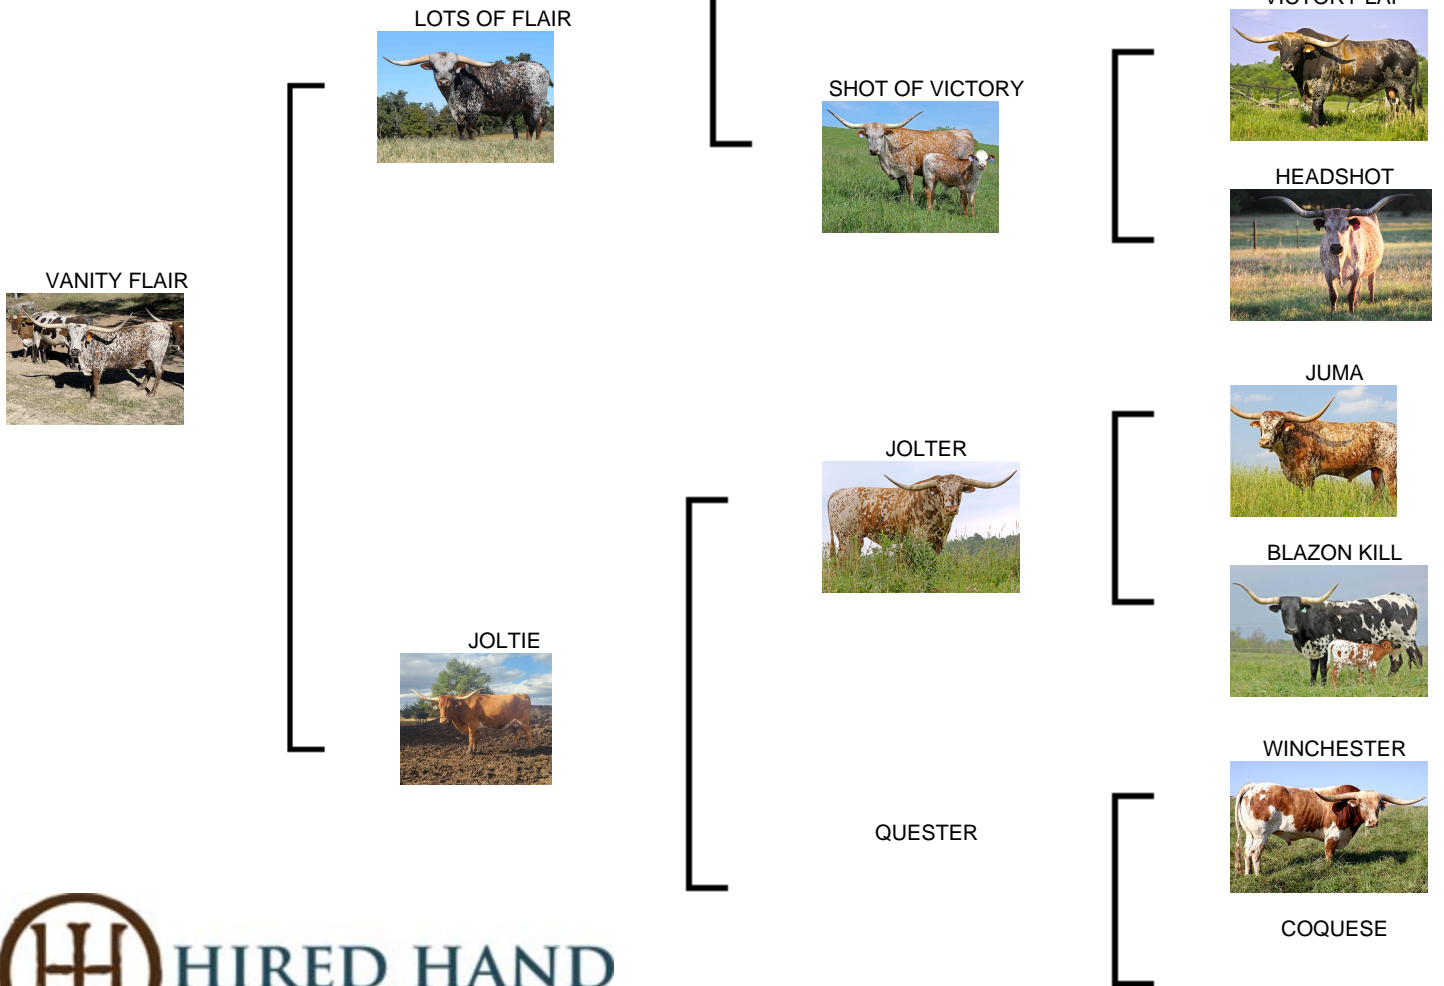 LOTS OF FLAIR
SHOT OF VICTORY
HEADSHOT
VANITY FLAIR
JUMA
JOLTER
BLAZON KILL
JOLTIE
WINCHESTER
QUESTER
COQUESE
HIRED HAND